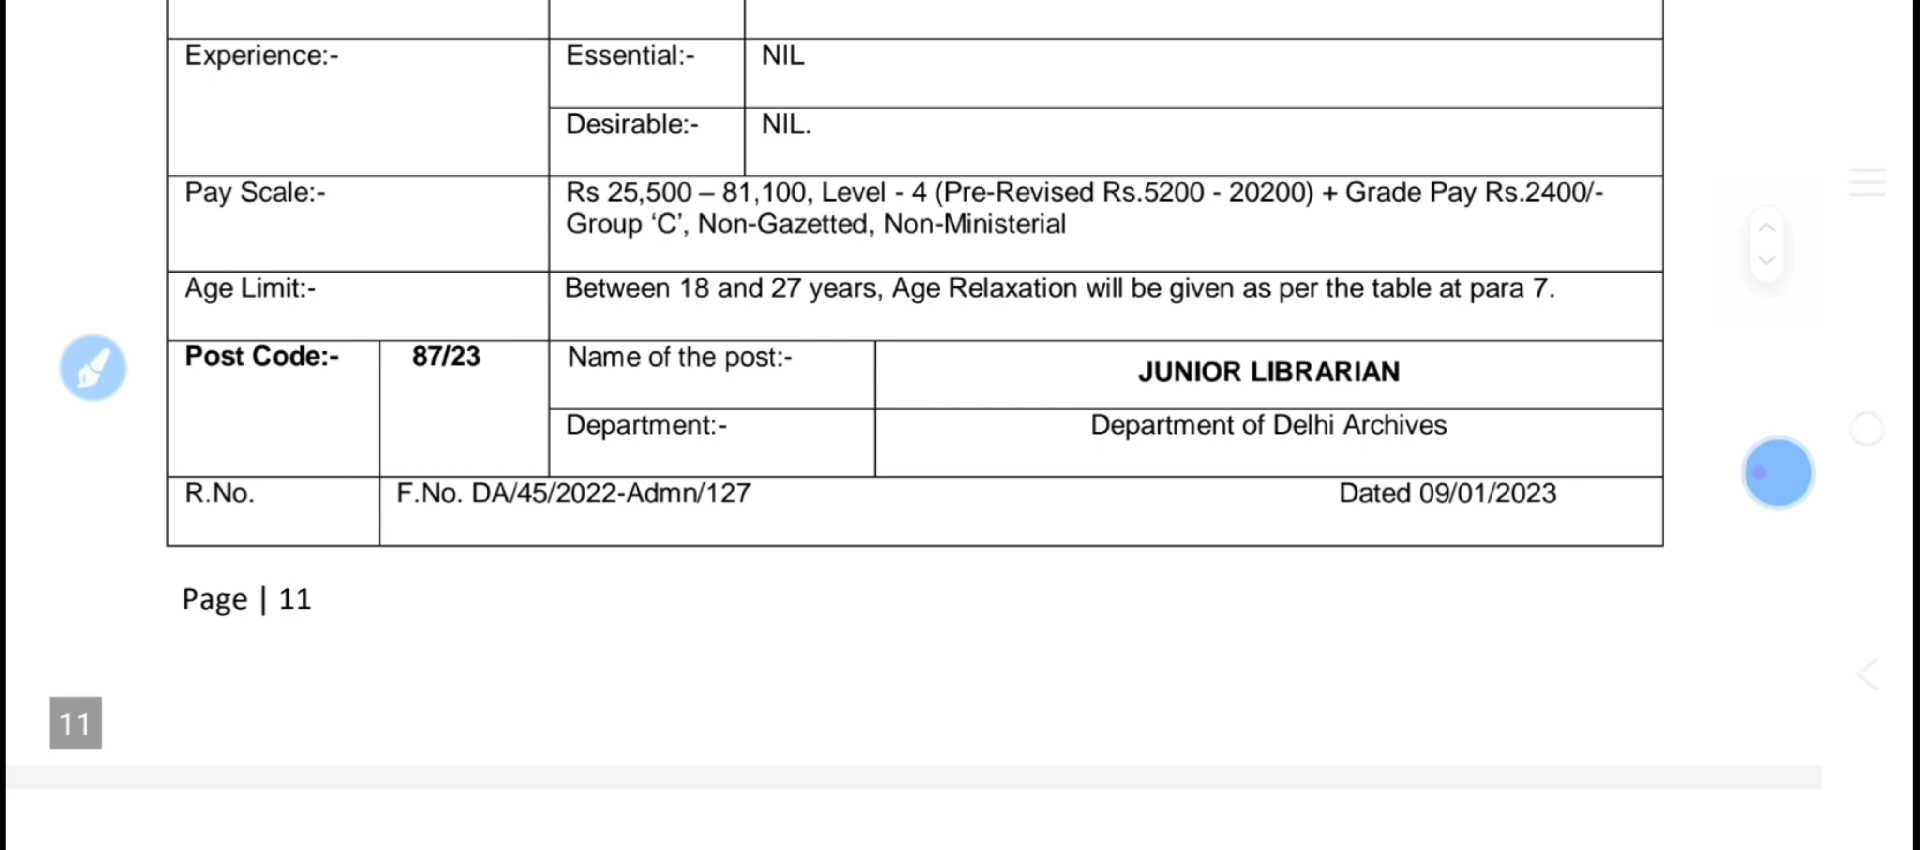 Experience:- Essential:- NIL
Desirable:- NIL.
Pay Scale:- Rs 25,500 – 81,100, Level - 4 (Pre-Revised Rs.5200 - 20200) + Grade Pay Rs.2400/-
Group ‘C’, Non-Gazetted, Non-Ministerial
Age Limit:- Between 18 and 27 years, Age Relaxation will be given as per the table at para 7.
Post Code:- 87/23 Name of the post:- JUNIOR LIBRARIAN
Department:- Department of Delhi Archives
R.No. F.No. DA/45/2022-Admn/127 Dated 09/01/2023
Page | 11
11